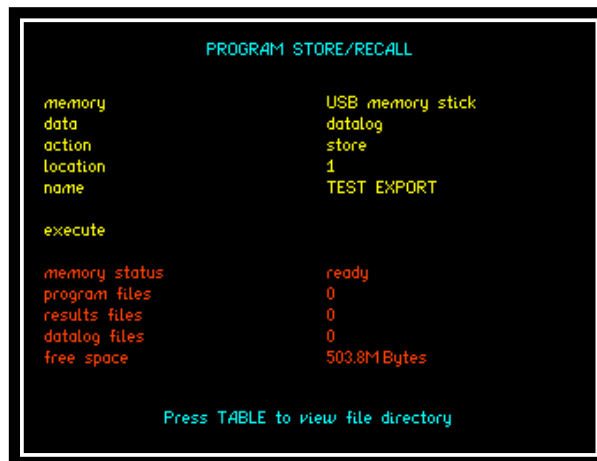 PROGRAM STORE/RECALL
memory USB memory stick
data datalog
action store
location 1
name TEST EXPORT
execute
memory status ready
program files 0
results files 0
datalog files 0
free space 503.8M Bytes
Press TABLE to view file directory